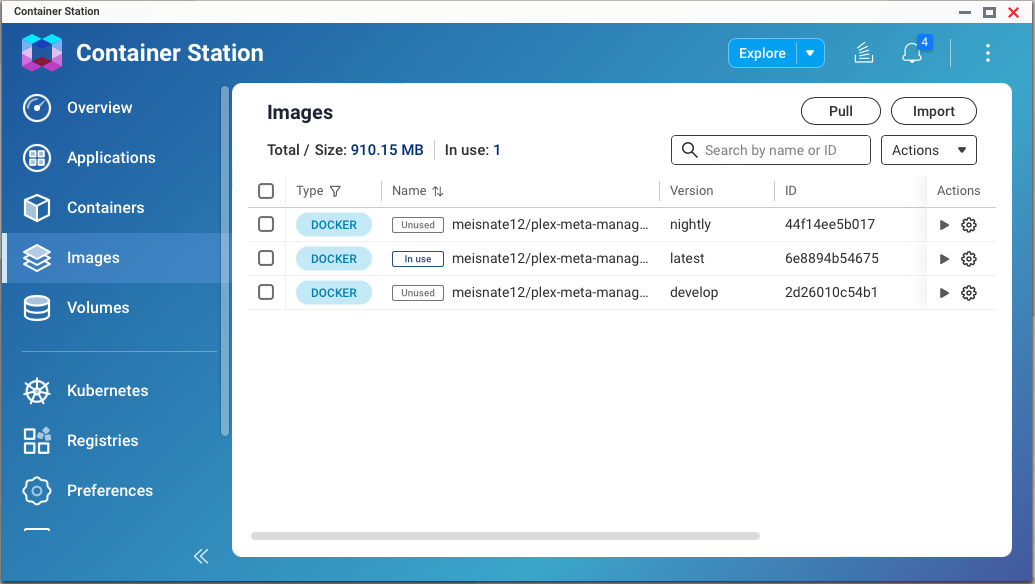 Container Station
Container Station
Explore
4
Overview
Applications
Containers
Images
Volumes
Kubernetes
Registries
Preferences
Images
Pull
Import
Total / Size: 910.15 MB
In use: 1
Search by name or ID
Actions
Type Name Version ID Actions
DOCKER Unused meisnate12/plex-meta-manag... nightly 44f14ee5b017
DOCKER In use meisnate12/plex-meta-manag... latest 6e8894b54675
DOCKER Unused meisnate12/plex-meta-manag... develop 2d26010c54b1